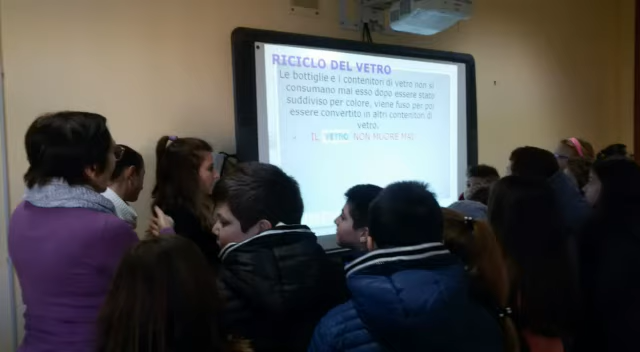 RICICLO DEL VETRO
Le bottiglie e i contenitori di vetro non si
consumano mai esso dopo essere stato
suddiviso per colore, viene fuso per poi
essere convertito in altri contenitori di
vetro.
IL VETRO NON MUORE MAI